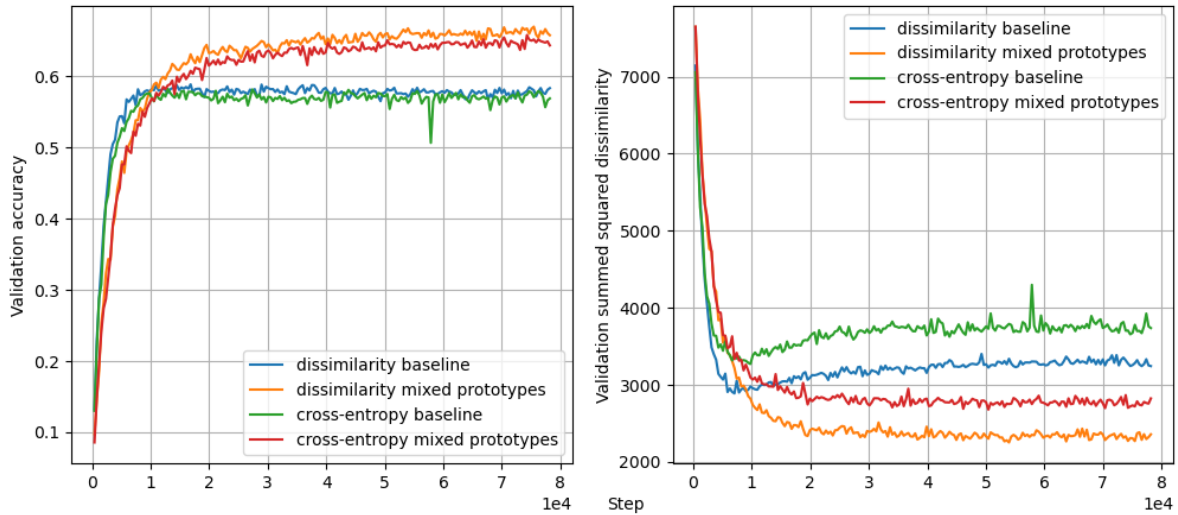 Validation accuracy
0.6
0.5
0.4
0.3
0.2
0.1
dissimilarity baseline
dissimilarity mixed prototypes
cross-entropy baseline
cross-entropy mixed prototypes
0 1 2 3 4 5 6 7 8
1e4
Validation summed squared dissimilarity
7000
6000
5000
4000
3000
2000
dissimilarity baseline
dissimilarity mixed prototypes
cross-entropy baseline
cross-entropy mixed prototypes
0 1 2 3 4 5 6 7 8
Step
1e4